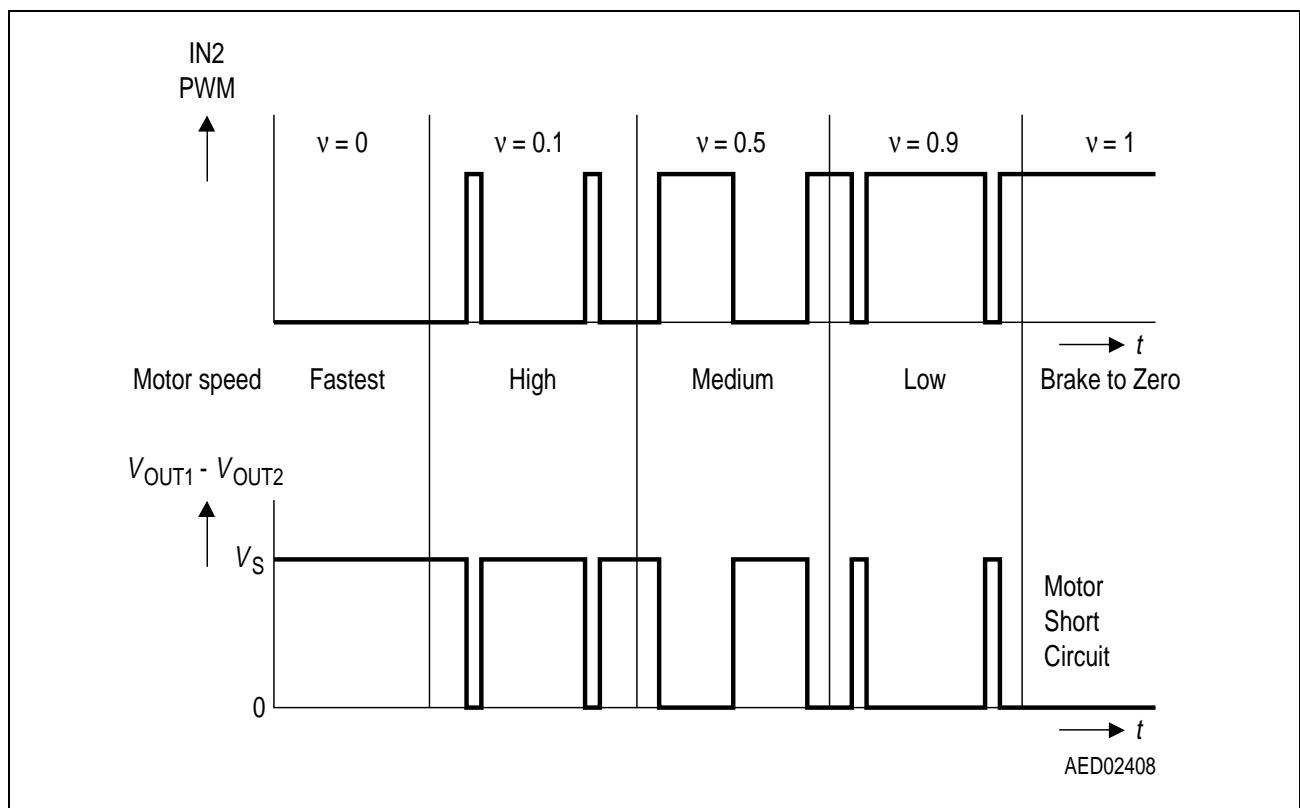 IN2
PWM
ν = 0 ν = 0.1 ν = 0.5 ν = 0.9 ν = 1
t
Motor speed Fastest High Medium Low Brake to Zero
VOUT1 - VOUT2
VS
Motor
Short
Circuit
0
t
AED02408